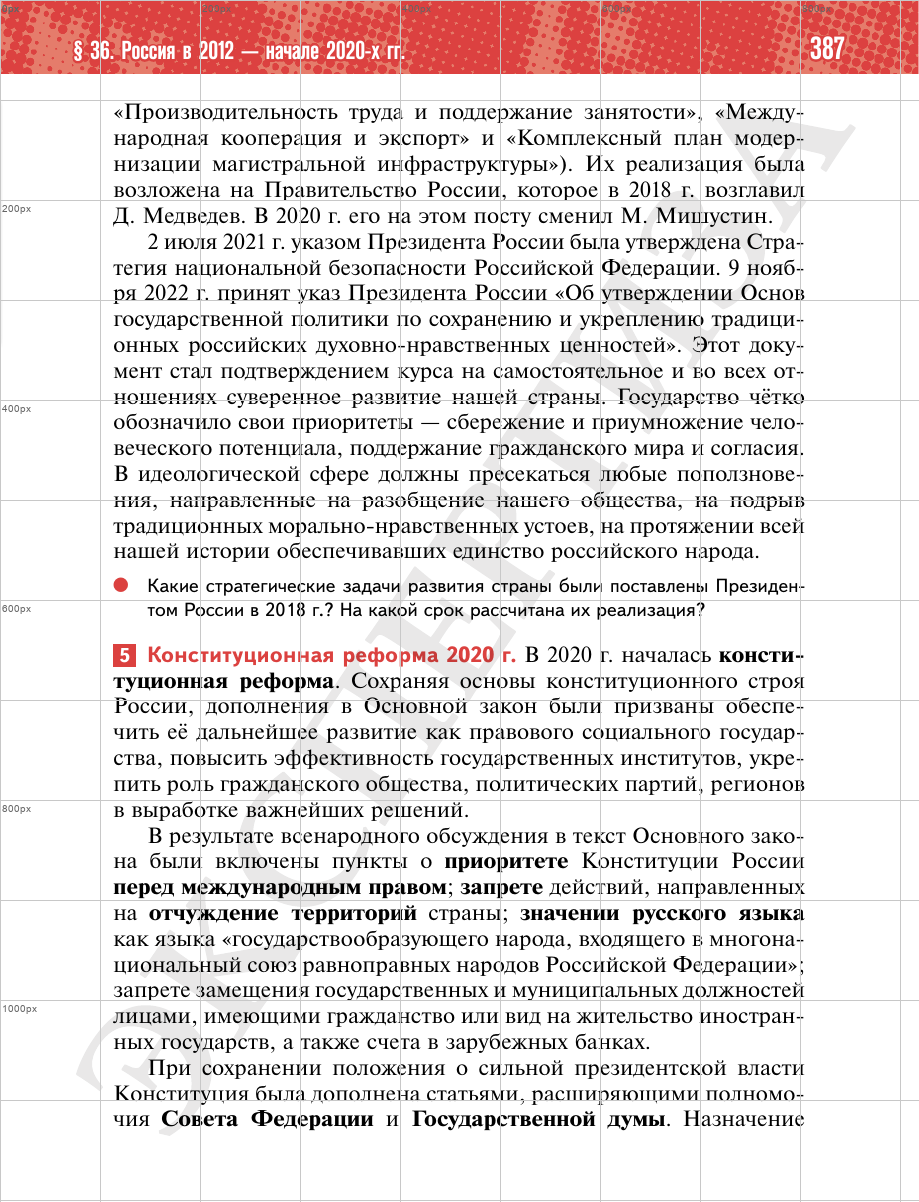 § 36. Россия в 2012 — начале 2020-х гг.
387
«Производительность труда и поддержание занятости», «Между-
народная кооперация и экспорт» и «Комплексный план модер-
низации магистральной инфраструктуры»). Их реализация была
возложена на Правительство России, которое в 2018 г. возглавил
Д. Медведев. В 2020 г. его на этом посту сменил М. Мишустин.
2 июля 2021 г. указом Президента России была утверждена Стра-
тегия национальной безопасности Российской Федерации. 9 нояб-
ря 2022 г. принят указ Президента России «Об утверждении Основ
государственной политики по сохранению и укреплению традици-
онных российских духовно-нравственных ценностей». Этот доку-
мент стал подтверждением курса на самостоятельное и во всех от-
ношениях суверенное развитие нашей страны. Государство чётко
обозначило свои приоритеты — сбережение и приумножение чело-
веческого потенциала, поддержание гражданского мира и согласия.
В идеологической сфере должны пресекаться любые поползнове-
ния, направленные на разобщение нашего общества, на подрыв
традиционных морально-нравственных устоев, на протяжении всей
нашей истории обеспечивавших единство российского народа.
Какие стратегические задачи развития страны были поставлены Президен-
том России в 2018 г.? На какой срок рассчитана их реализация?
5 Конституционная реформа 2020 г. В 2020 г. началась консти-
туционная реформа. Сохраняя основы конституционного строя
России, дополнения в Основной закон были призваны обеспе-
чить её дальнейшее развитие как правового социального государ-
ства, повысить эффективность государственных институтов, укре-
пить роль гражданского общества, политических партий, регионов
в выработке важнейших решений.
В результате всенародного обсуждения в текст Основного зако-
на были включены пункты о приоритете Конституции России
перед международным правом; запрете действий, направленных
на отчуждение территорий страны; значении русского языка
как языка «государствообразующего народа, входящего в многона-
циональный союз равноправных народов Российской Федерации»;
запрете замещения государственных и муниципальных должностей
лицами, имеющими гражданство или вид на жительство иностран-
ных государств, а также счета в зарубежных банках.
При сохранении положения о сильной президентской власти
Конституция была дополнена статьями, расширяющими полномо-
чия Совета Федерации и Государственной думы. Назначение
ЭКСПЕРТИЗА
200px
400px
600px
800px
1000px